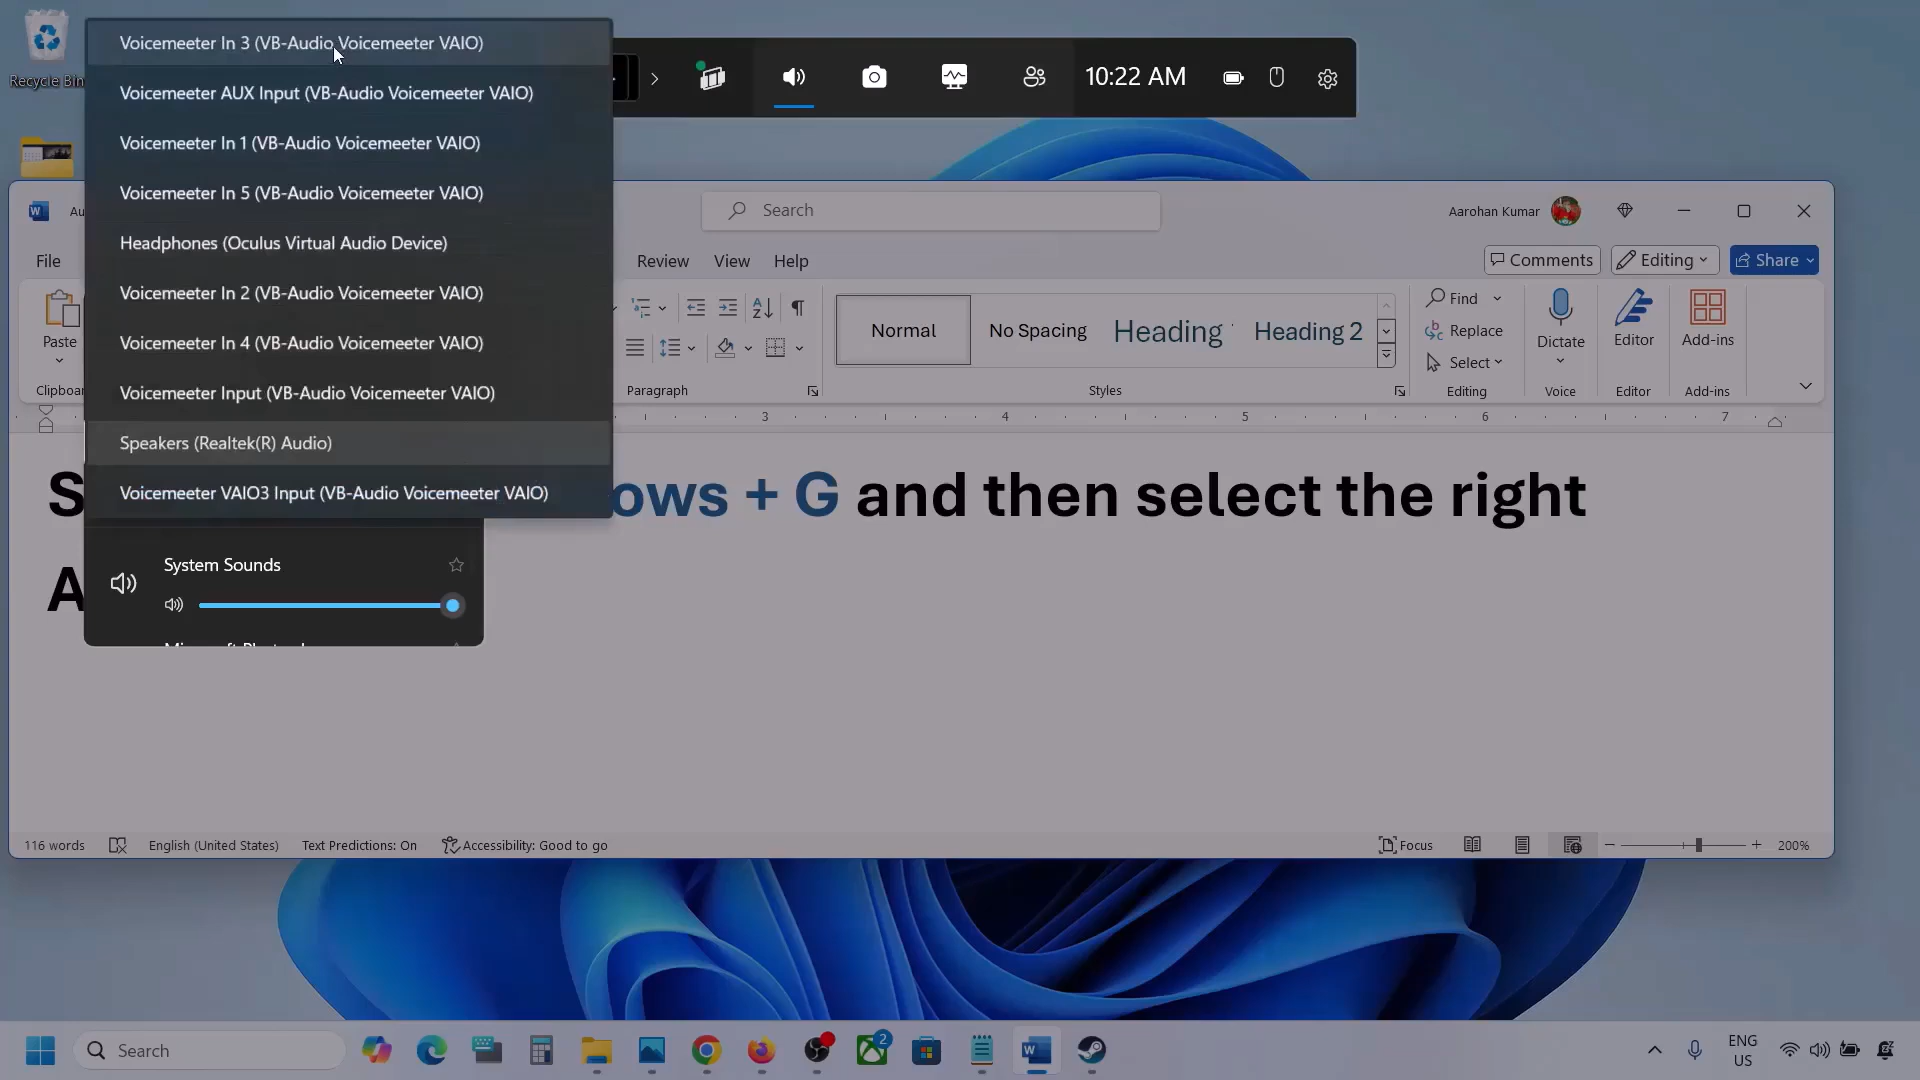 Recycle Bin
Voicemeeter In 3 (VB-Audio Voicemeeter VAIO)
Voicemeeter AUX Input (VB-Audio Voicemeeter VAIO)
Voicemeeter In 1 (VB-Audio Voicemeeter VAIO)
Voicemeeter In 5 (VB-Audio Voicemeeter VAIO)
Headphones (Oculus Virtual Audio Device)
Voicemeeter In 2 (VB-Audio Voicemeeter VAIO)
Voicemeeter In 4 (VB-Audio Voicemeeter VAIO)
Voicemeeter Input (VB-Audio Voicemeeter VAIO)
Speakers (Realtek(R) Audio)
Voicemeeter VAIO3 Input (VB-Audio Voicemeeter VAIO)
System Sounds
10:22 AM
Search
Aarohan Kumar
File
Review View Help
Comments Editing Share
Paste
Normal No Spacing Heading Heading 2
Find
Replace
Select
Dictate
Editor
Add-ins
Paragraph Styles Editing Voice Editor Add-ins
3 4 5 6 7
ows + G and then select the right
116 words English (United States) Text Predictions: On Accessibility: Good to go Focus 200%
Search
2
ENG
US